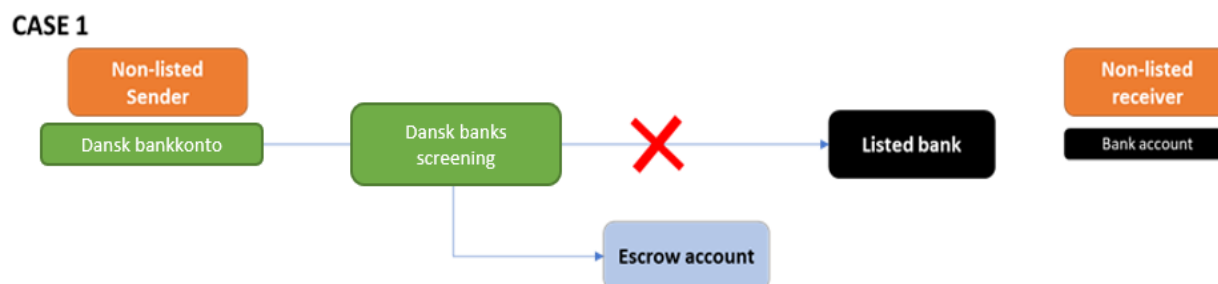 CASE 1
Non-listed
Sender
Dansk bankkonto
Dansk banks
screening
Listed bank
Non-listed
receiver
Bank account
Escrow account